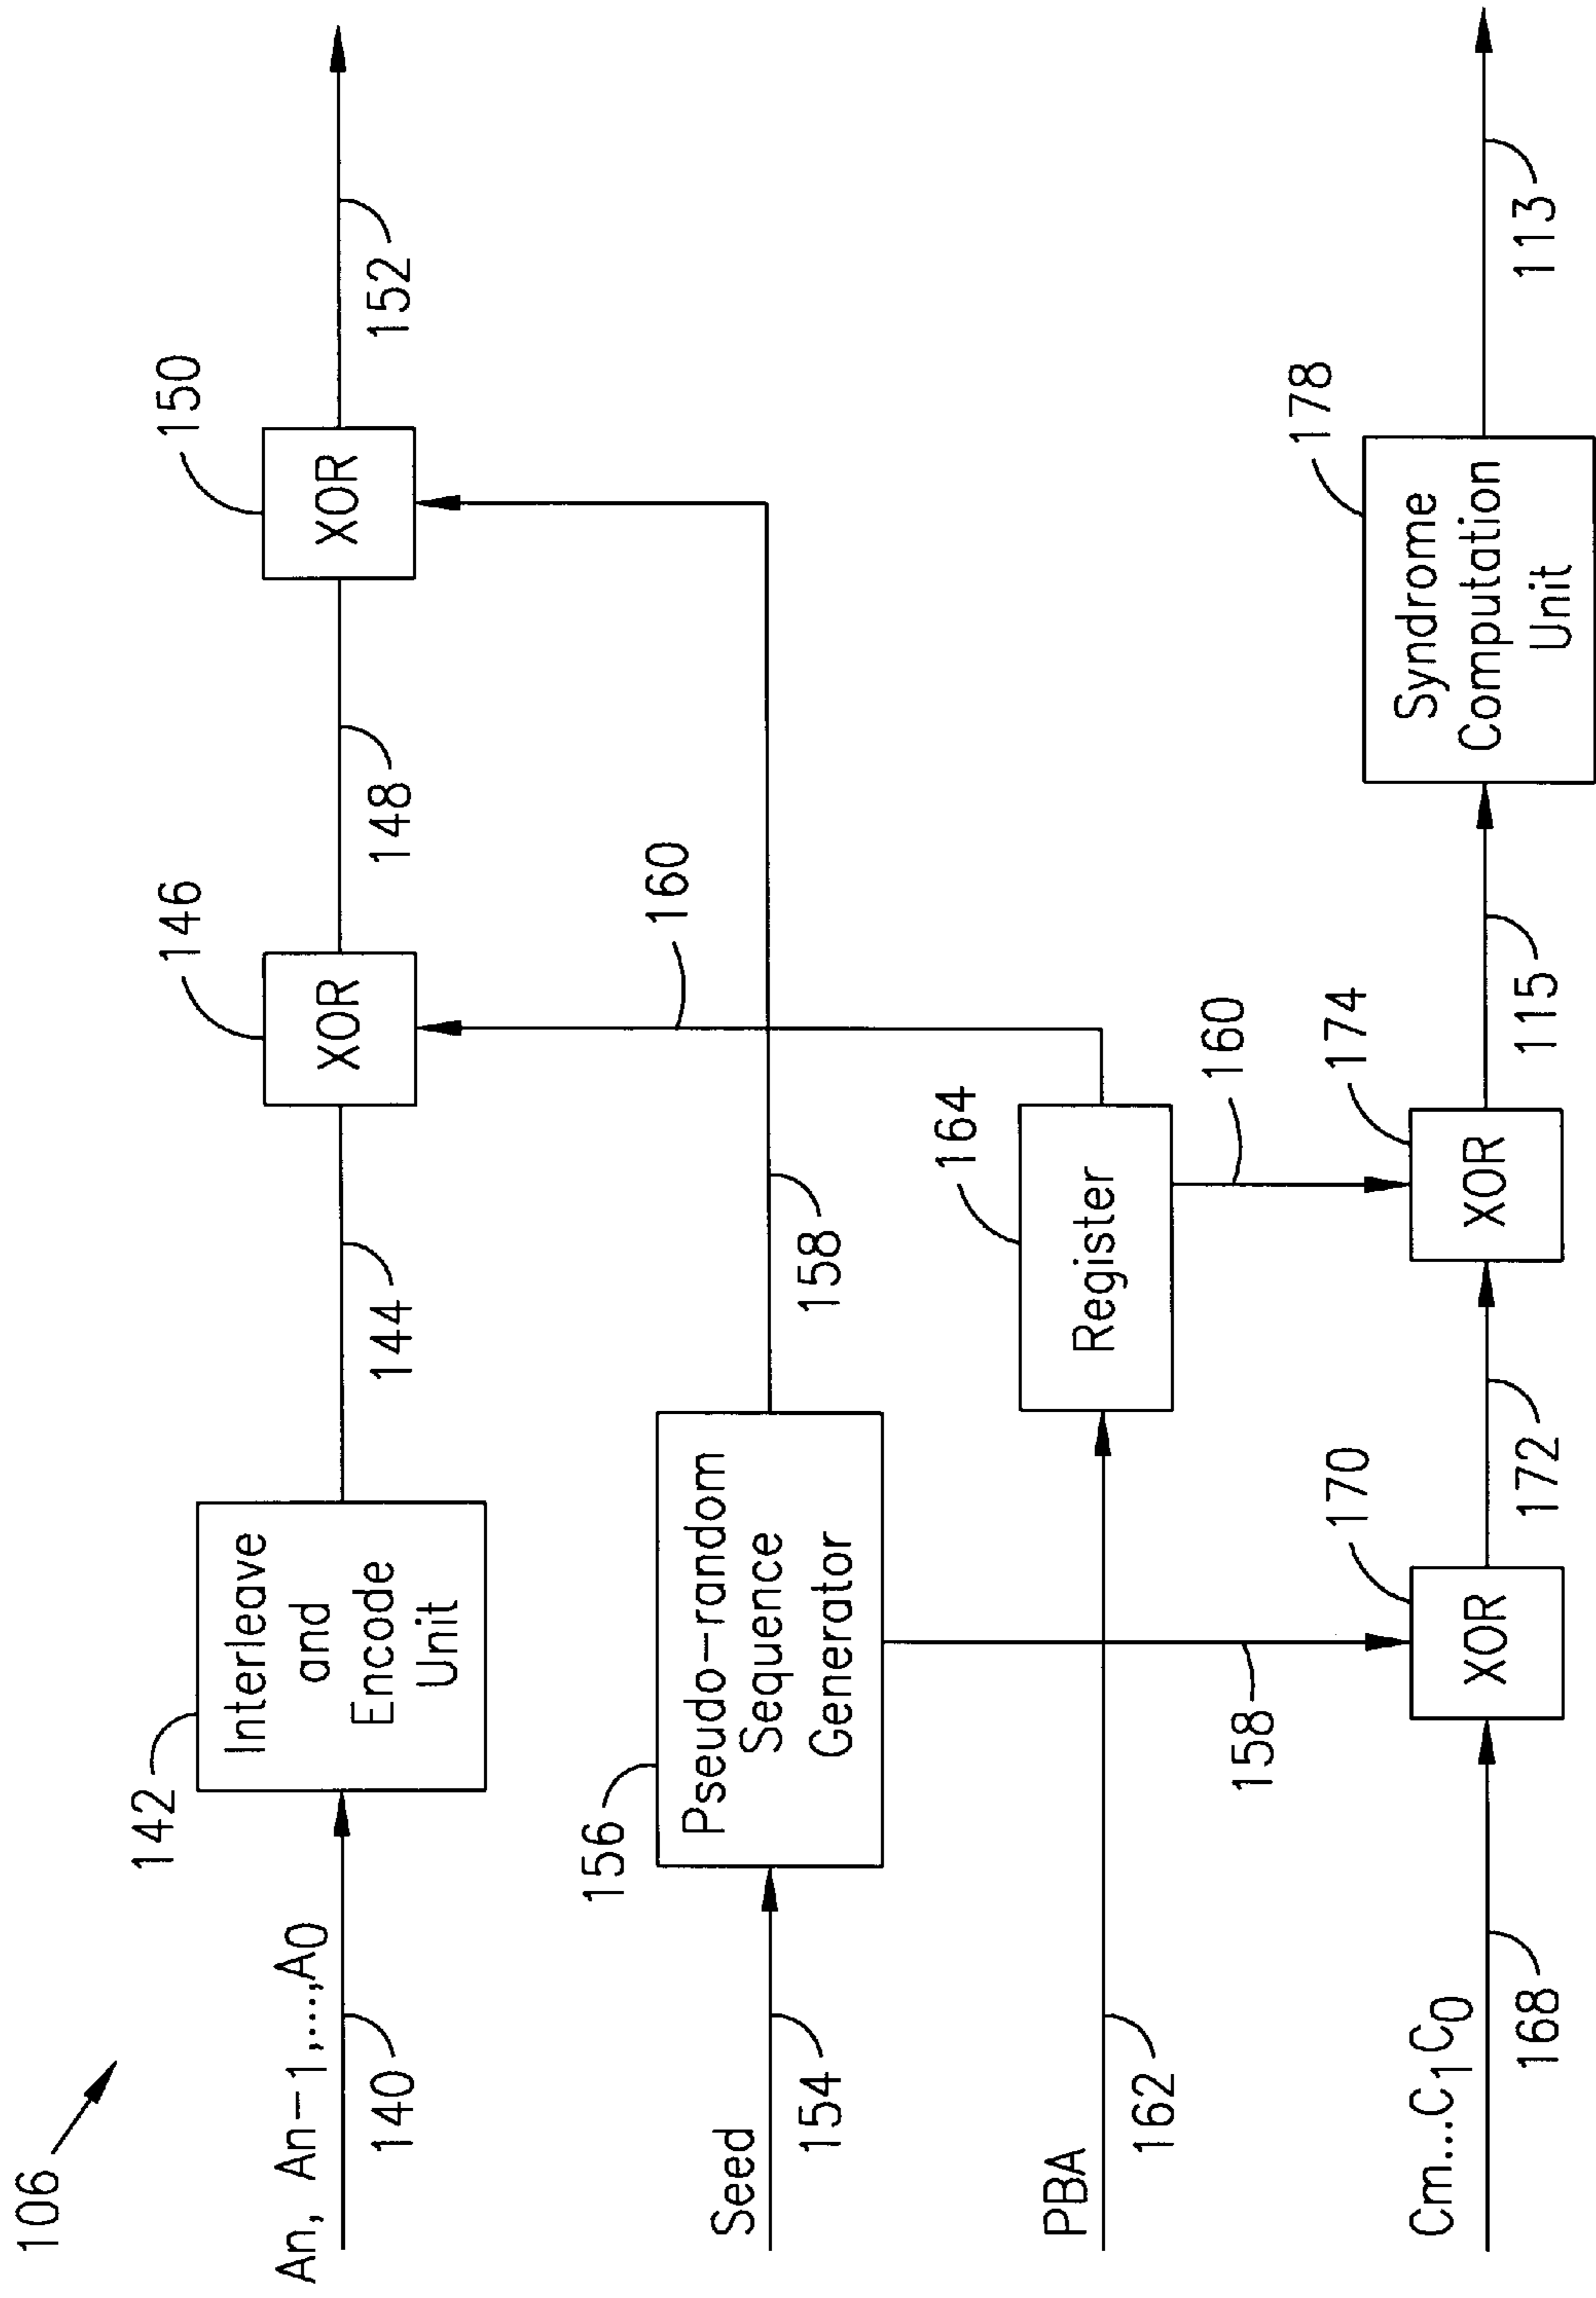 106
150
146
142
An, An-1,...,A0
Interleave
and
Encode
Unit
XOR
XOR
140
144
148
152
160
156
Seed
Pseudo-random
Sequence
Generator
154
158
164
PBA
Register
162
158
160
178
170
174
Cm...C1C0
XOR
XOR
Syndrome
Computation
Unit
168
172
115
113